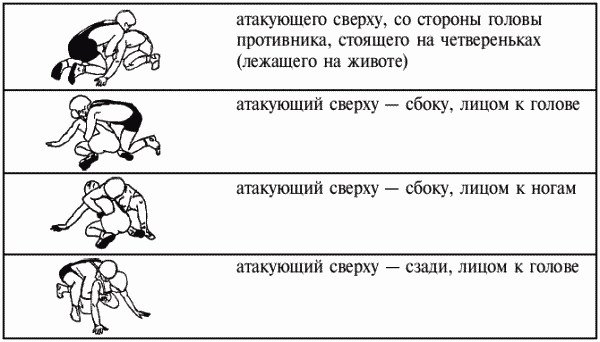 атакующего сверху, со стороны головы
противника, стоящего на четвереньках
(лежащего на животе)
атакующий сверху — сбоку, лицом к голове
атакующий сверху — сбоку, лицом к ногам
атакующий сверху — сзади, лицом к голове